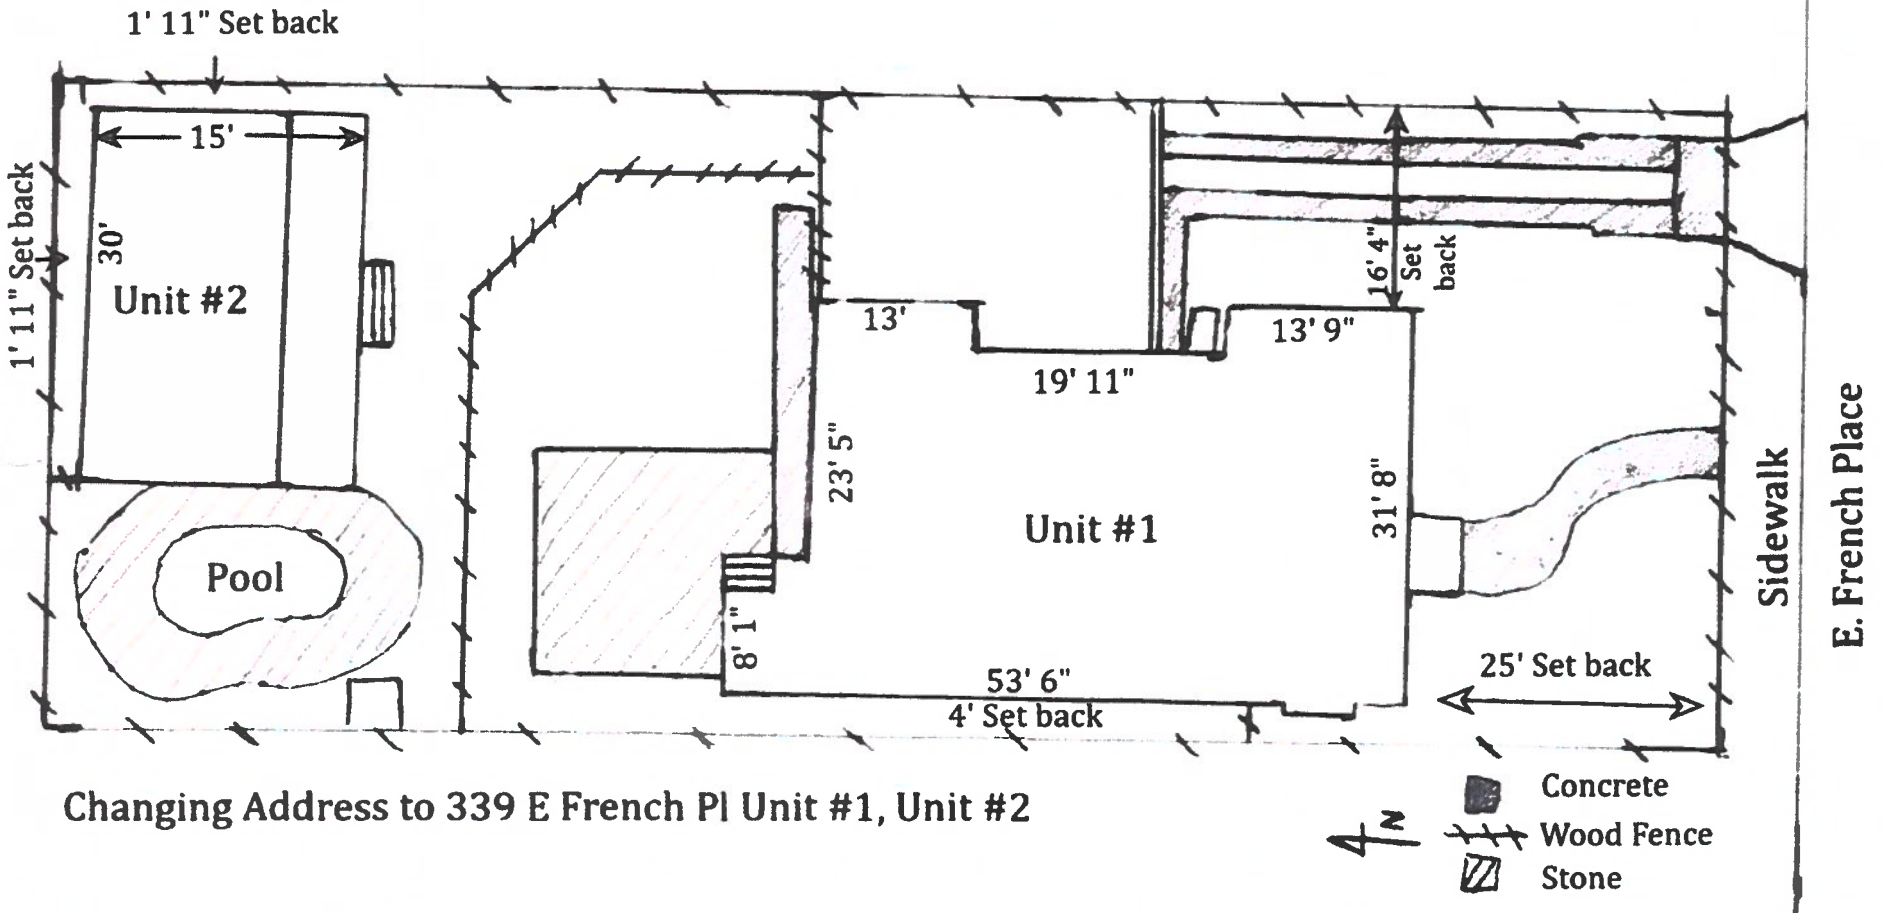 1' 11" Set back
15'
1' 11" Set back
30'
Unit #2
16' 4"
Set
back
13'
13' 9"
19' 11"
23' 5"
31' 8"
Unit #1
Pool
8' 1"
53' 6"
4' Set back
25' Set back
Sidewalk
E. French Place
Changing Address to 339 E French Pl Unit #1, Unit #2
N
Concrete
Wood Fence
Stone